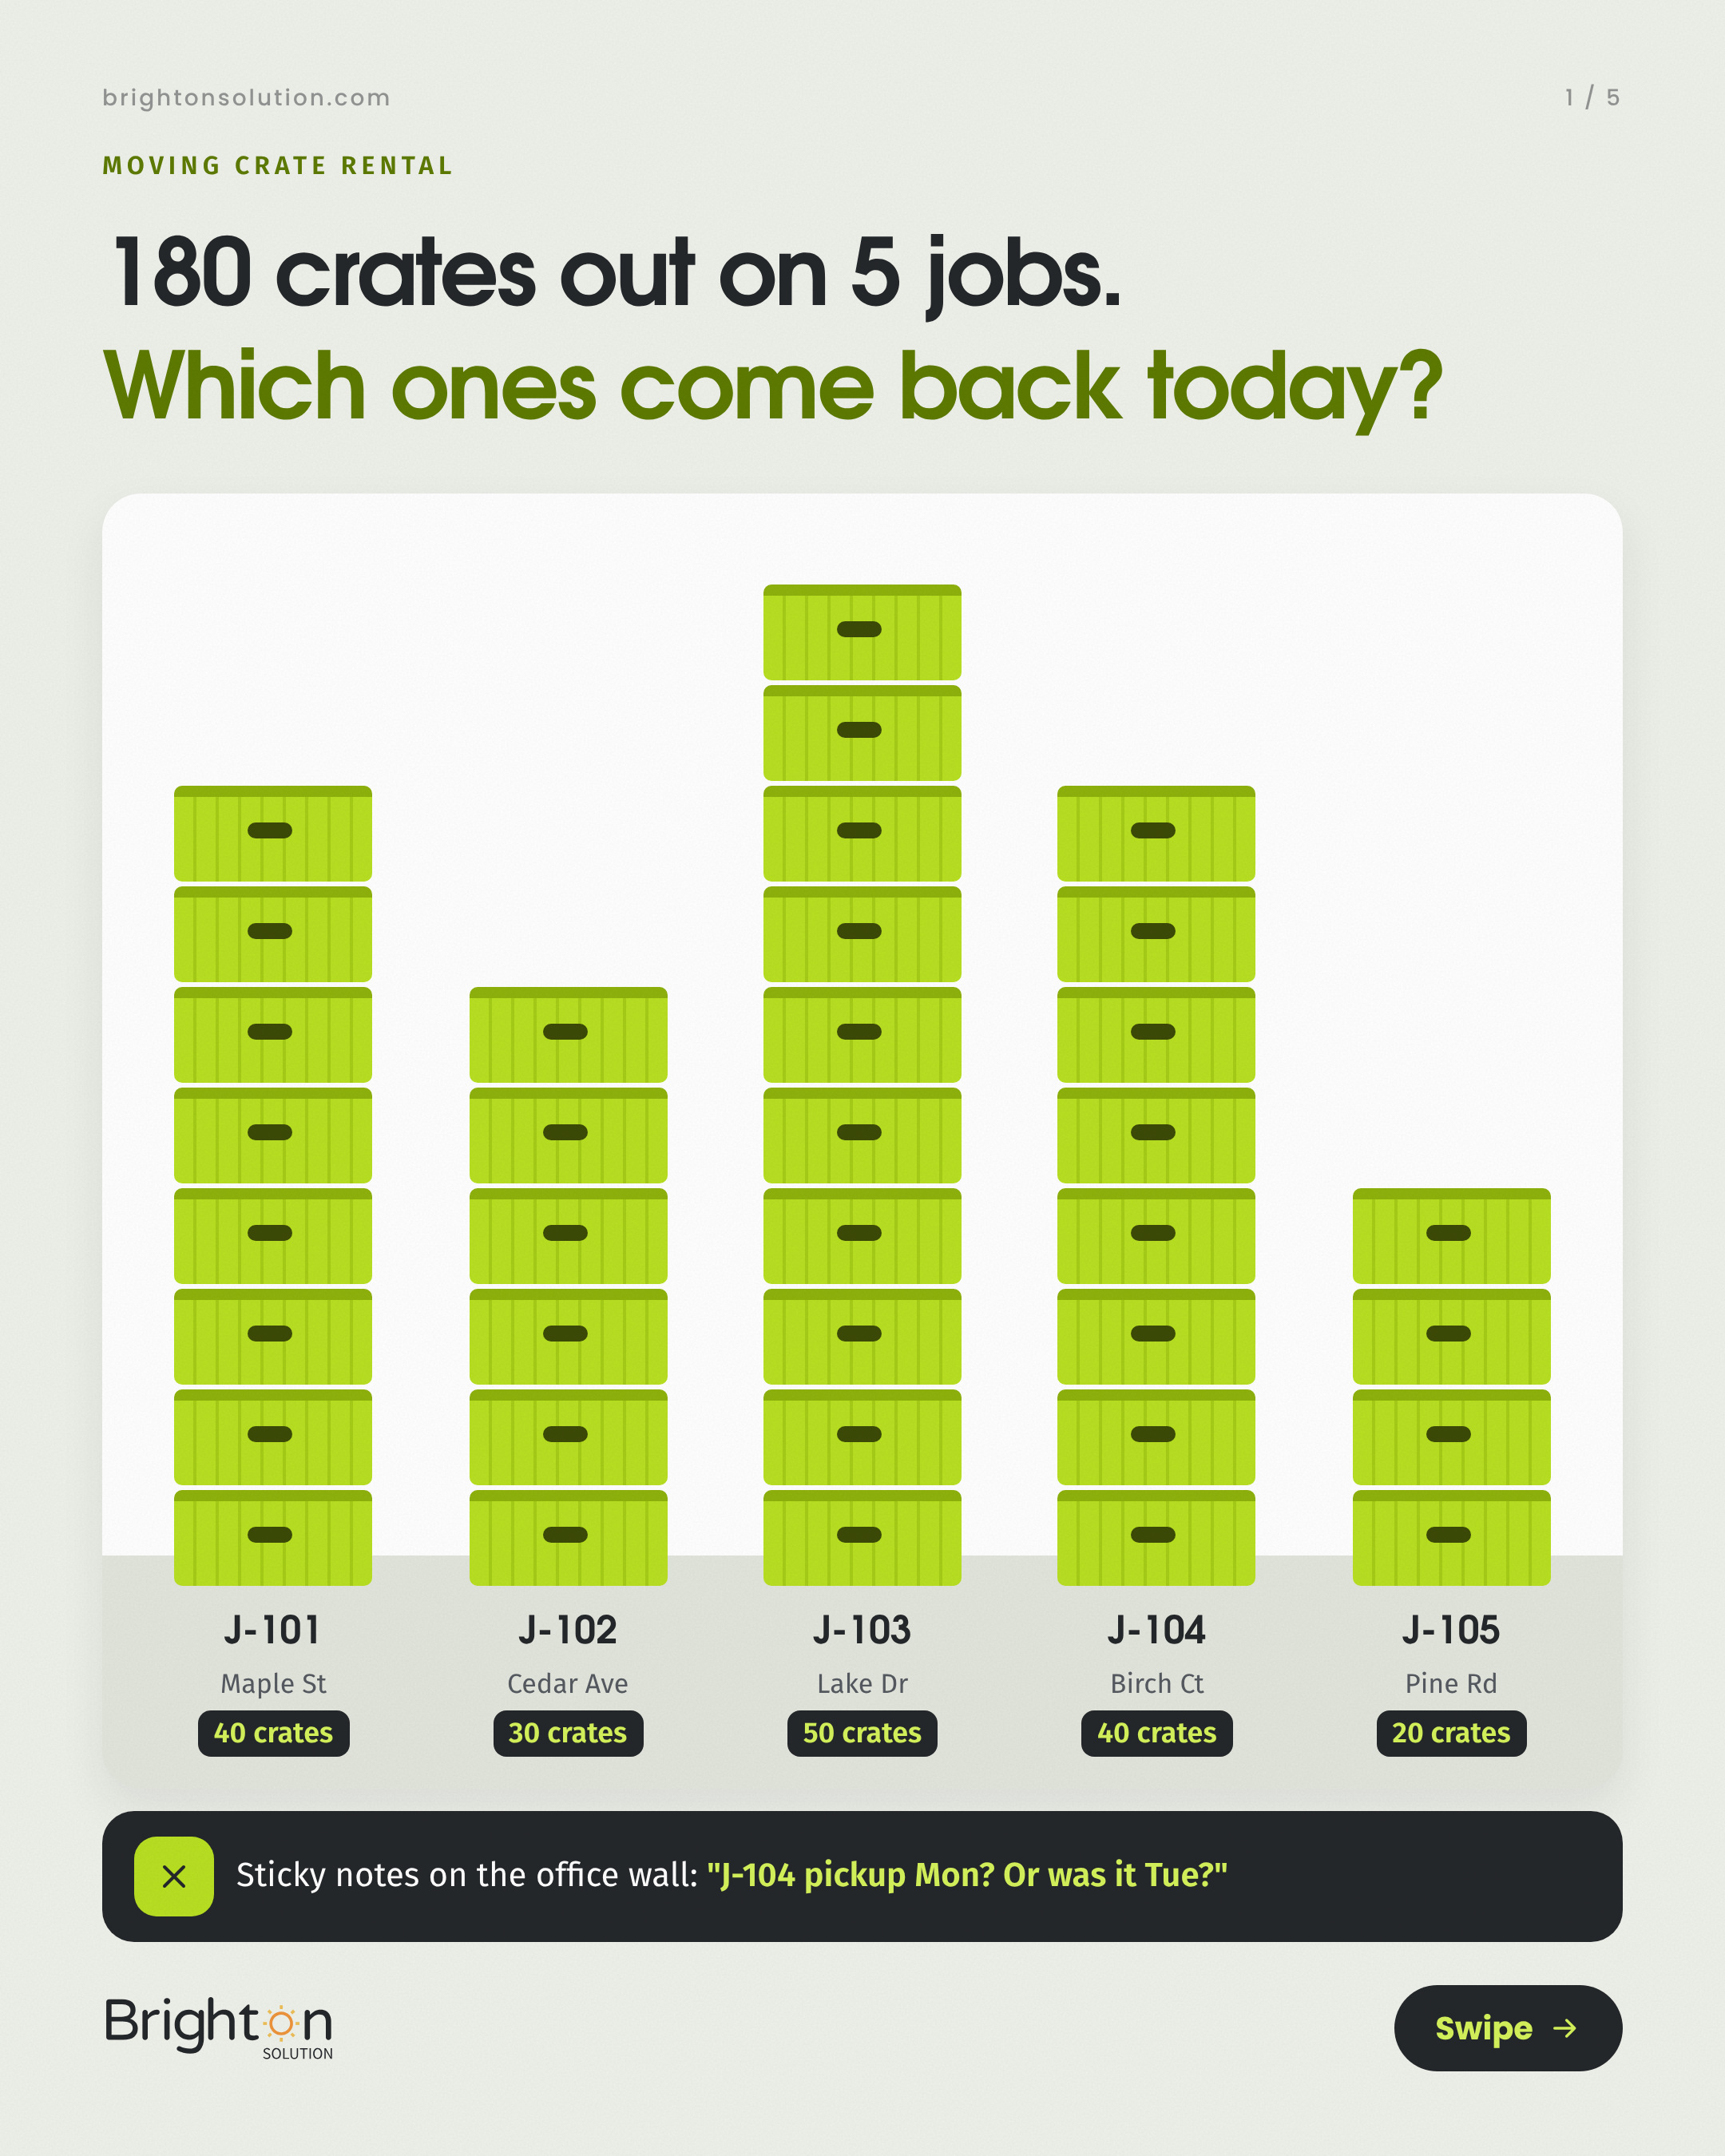 brightonsolution.com
1 / 5
MOVING CRATE RENTAL
180 crates out on 5 jobs.
Which ones come back today?
J-101
J-102
J-103
J-104
J-105
Maple St
Cedar Ave
Lake Dr
Birch Ct
Pine Rd
40 crates
30 crates
50 crates
40 crates
20 crates
Sticky notes on the office wall: "J-104 pickup Mon? Or was it Tue?"
Brighton
SOLUTION
Swipe →